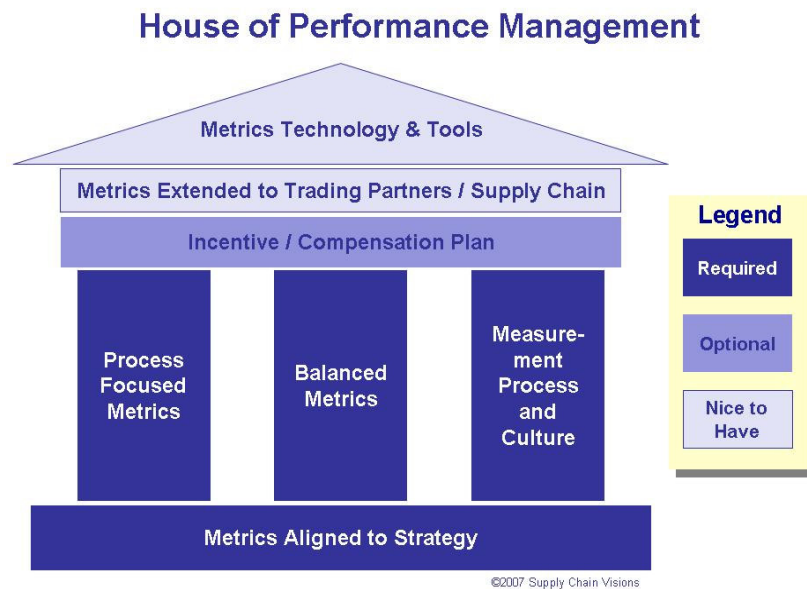 House of Performance Management
Metrics Technology & Tools
Metrics Extended to Trading Partners / Supply Chain
Incentive / Compensation Plan
Process
Focused
Metrics
Balanced
Metrics
Measure-
ment
Process
and
Culture
Metrics Aligned to Strategy
Legend
Required
Optional
Nice to
Have
©2007 Supply Chain Visions